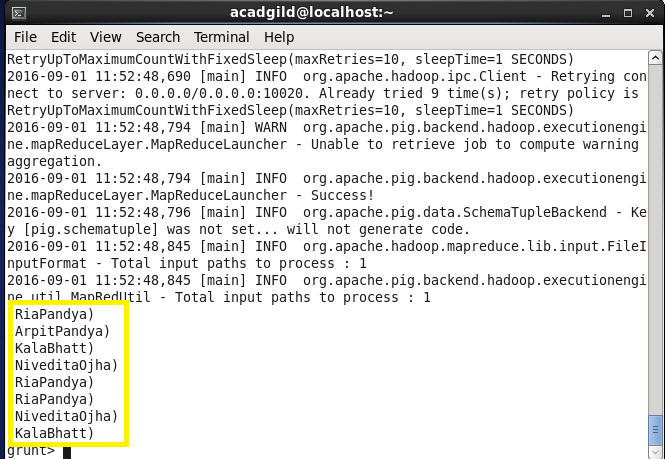 acadgild@localhost:~
File Edit View Search Terminal Help
RetryUpToMaximumCountWithFixedSleep(maxRetries=10, sleepTime=1 SECONDS)
2016-09-01 11:52:48,690 [main] INFO  org.apache.hadoop.ipc.Client - Retrying con
nect to server: 0.0.0.0/0.0.0.0:10020. Already tried 9 time(s); retry policy is
RetryUpToMaximumCountWithFixedSleep(maxRetries=10, sleepTime=1 SECONDS)
2016-09-01 11:52:48,794 [main] WARN  org.apache.pig.backend.hadoop.executionengi
ne.mapReduceLayer.MapReduceLauncher - Unable to retrieve job to compute warning
aggregation.
2016-09-01 11:52:48,794 [main] INFO  org.apache.pig.backend.hadoop.executionengi
ne.mapReduceLayer.MapReduceLauncher - Success!
2016-09-01 11:52:48,796 [main] INFO  org.apache.pig.data.SchemaTupleBackend - Ke
y [pig.schematuple] was not set... will not generate code.
2016-09-01 11:52:48,845 [main] INFO  org.apache.hadoop.mapreduce.lib.input.FileI
nputFormat - Total input paths to process : 1
2016-09-01 11:52:48,845 [main] INFO  org.apache.pig.backend.hadoop.executionengi
ne.util.MapRedUtil - Total input paths to process : 1
RiaPandya)
ArpitPandya)
KalaBhatt)
NiveditaOjha)
RiaPandya)
RiaPandya)
NiveditaOjha)
KalaBhatt)
grunt>